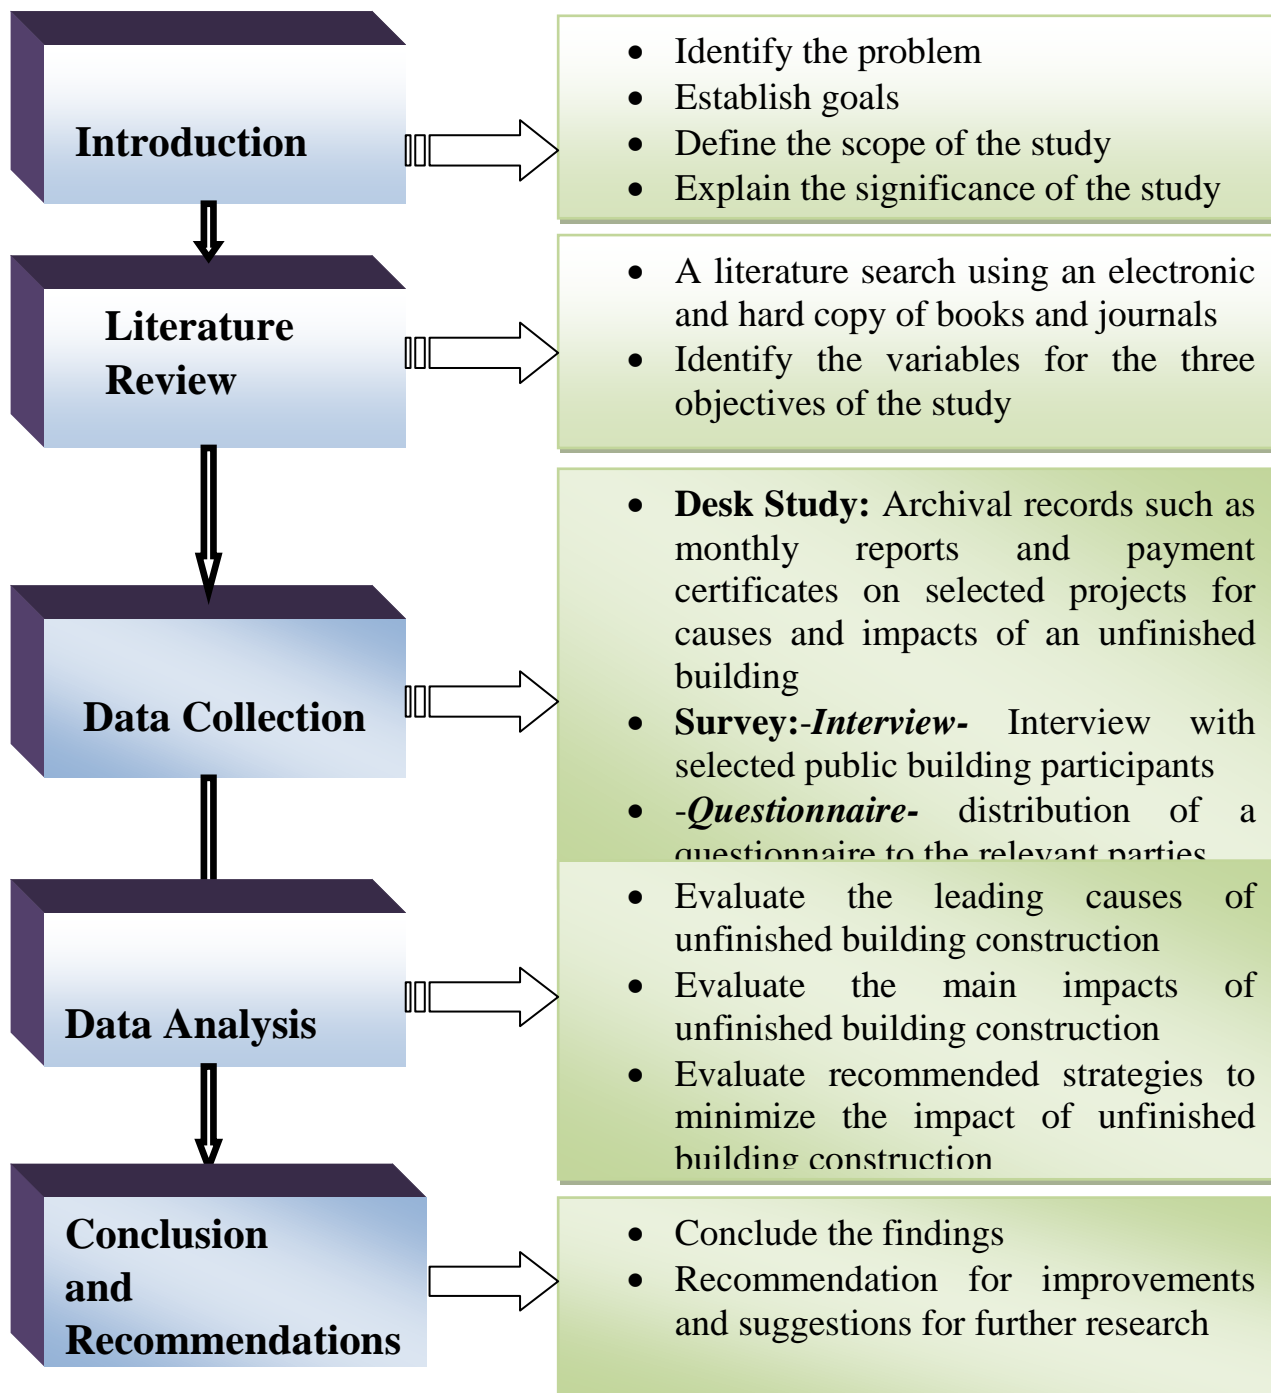 Introduction
• Identify the problem
• Establish goals
• Define the scope of the study
• Explain the significance of the study
Literature
Review
• A literature search using an electronic
and hard copy of books and journals
• Identify the variables for the three
objectives of the study
Data Collection
• Desk Study: Archival records such as
monthly reports and payment
certificates on selected projects for
causes and impacts of an unfinished
building
• Survey:-Interview- Interview with
selected public building participants
• -Questionnaire- distribution of a
questionnaire to the relevant parties
Data Analysis
• Evaluate the leading causes of
unfinished building construction
• Evaluate the main impacts of
unfinished building construction
• Evaluate recommended strategies to
minimize the impact of unfinished
building construction
Conclusion
and
Recommendations
• Conclude the findings
• Recommendation for improvements
and suggestions for further research